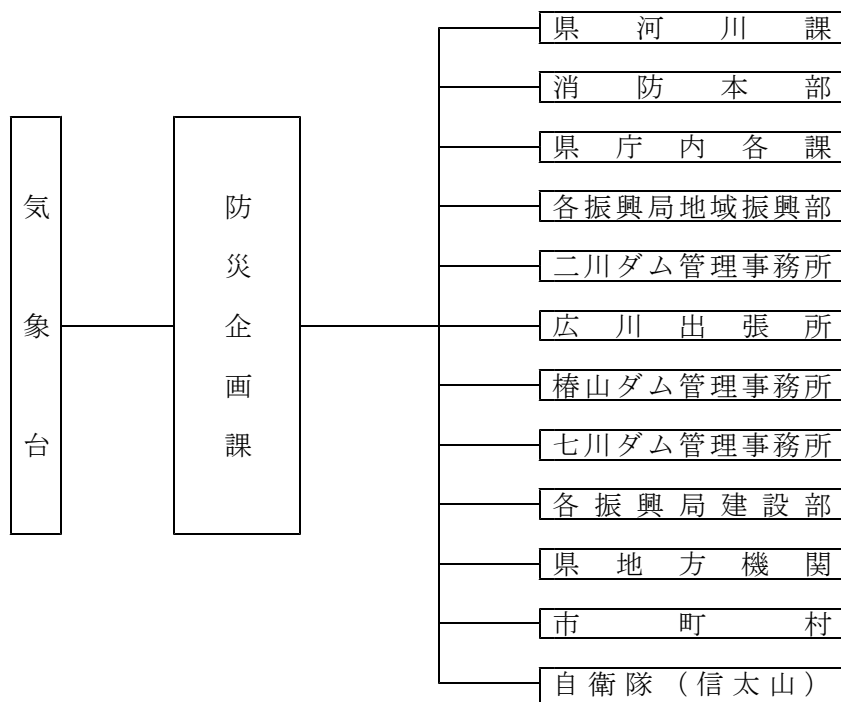 気象台
防災企画課
県河川課
消防本部
県庁内各課
各振興局地域振興部
二川ダム管理事務所
広川出張所
椿山ダム管理事務所
七川ダム管理事務所
各振興局建設部
県地方機関
市町村
自衛隊（信太山）